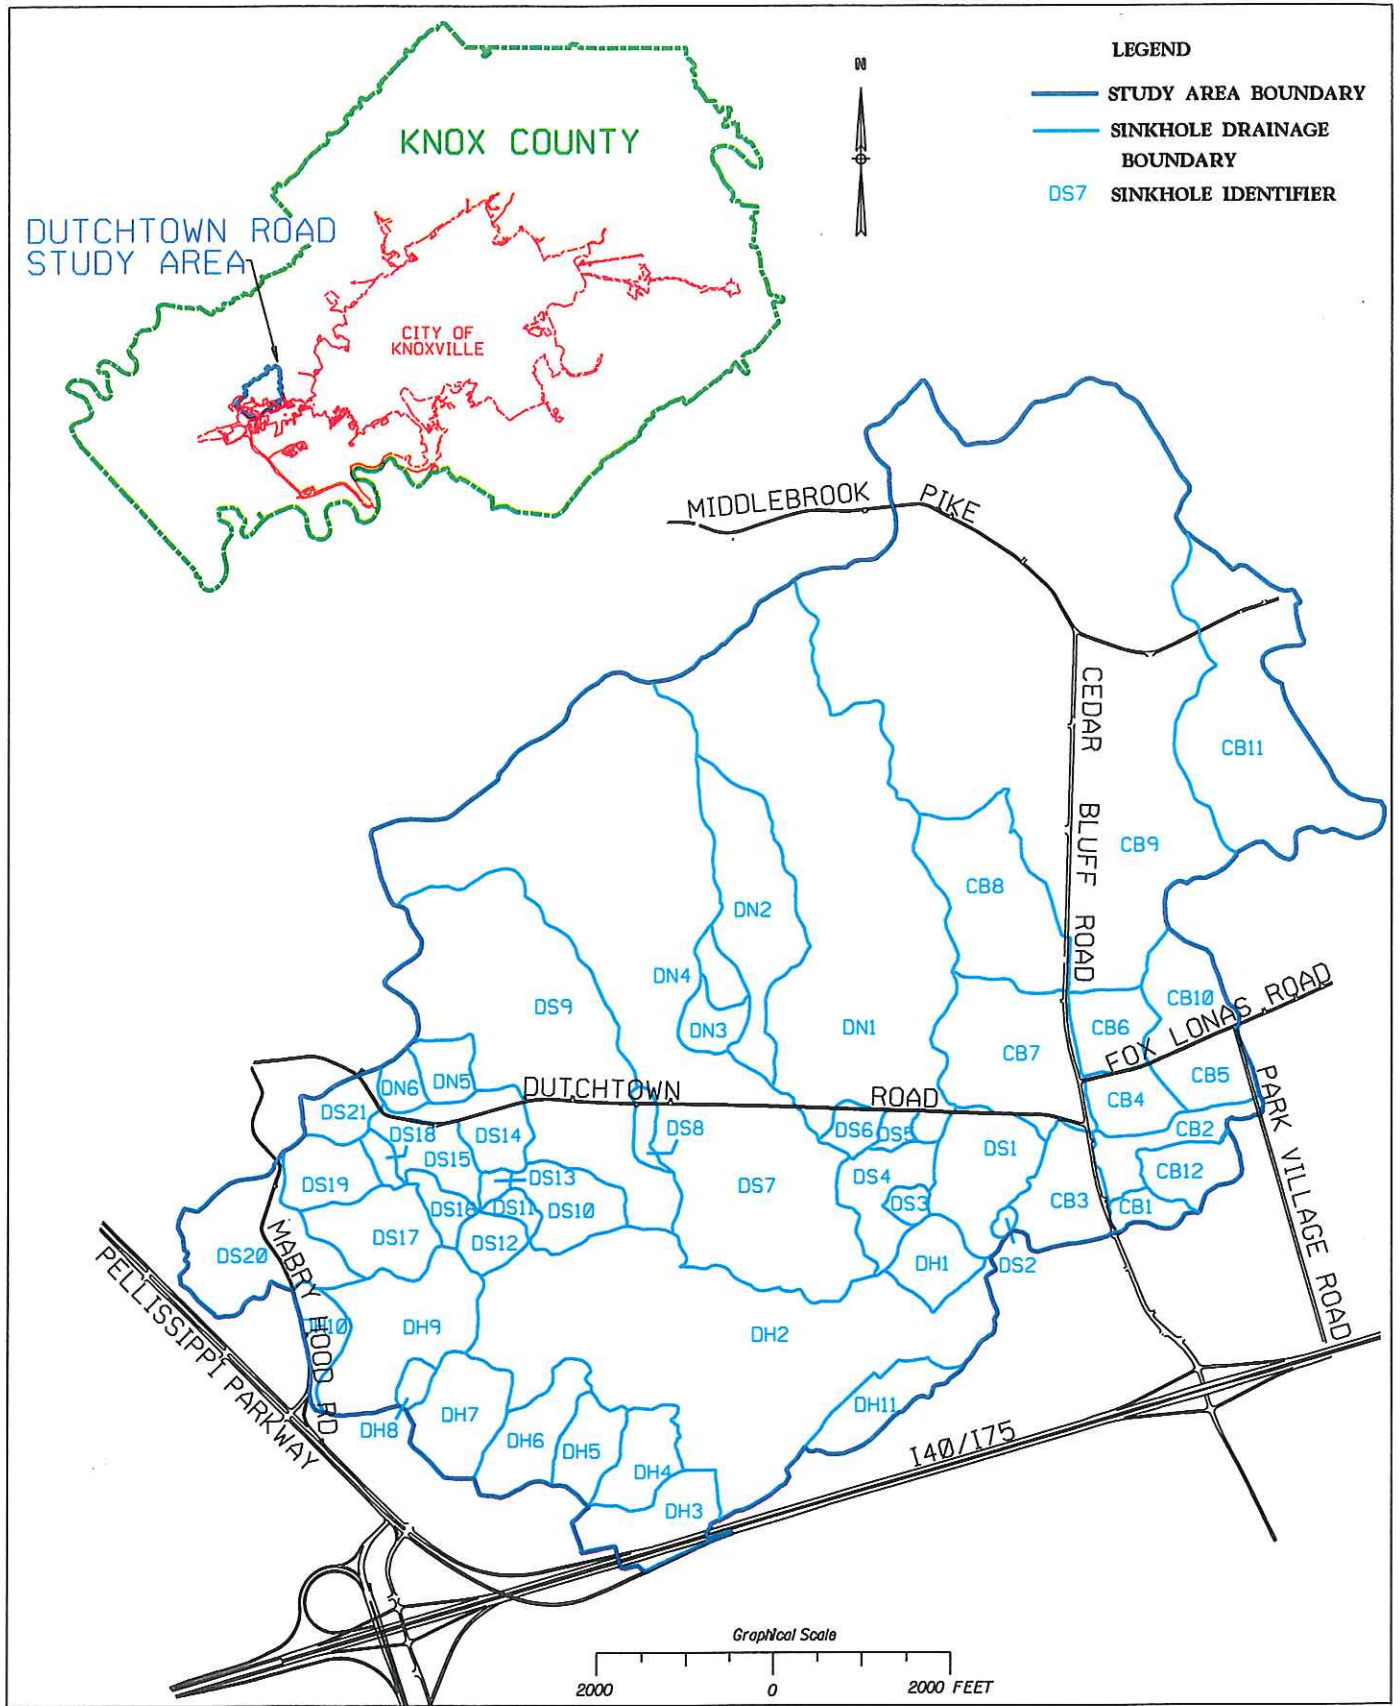 N
LEGEND
STUDY AREA BOUNDARY
SINKHOLE DRAINAGE
BOUNDARY
DS7 SINKHOLE IDENTIFIER
KNOX COUNTY
DUTCHTOWN ROAD
STUDY AREA
CITY OF
KNOXVILLE
MIDDLEBROOK PIKE
CEDAR BLUFF ROAD
CB11
CB9
CB8
DN2
DN4
DS9
DN3
DN1
CB10
CB6
CB7
FOX LONAS ROAD
CB5
CB4
PARK VILLAGE ROAD
DN6
DN5
DUTCHTOWN ROAD
DS21
DS18
DS14
DS8
DS6
DS5
DS1
CB2
DS15
DS13
DS7
DS4
CB12
DS19
DS16
DS11
DS10
DS3
CB3
CB1
DS17
DS12
DS20
DH1
DS2
MABRY HOOD RD
PELLISSIPPI PARKWAY
DH10
DH9
DH2
DH8
DH7
DH11
DH6
DH5
DH4
DH3
I40/I75
Graphical Scale
2000 0 2000 FEET